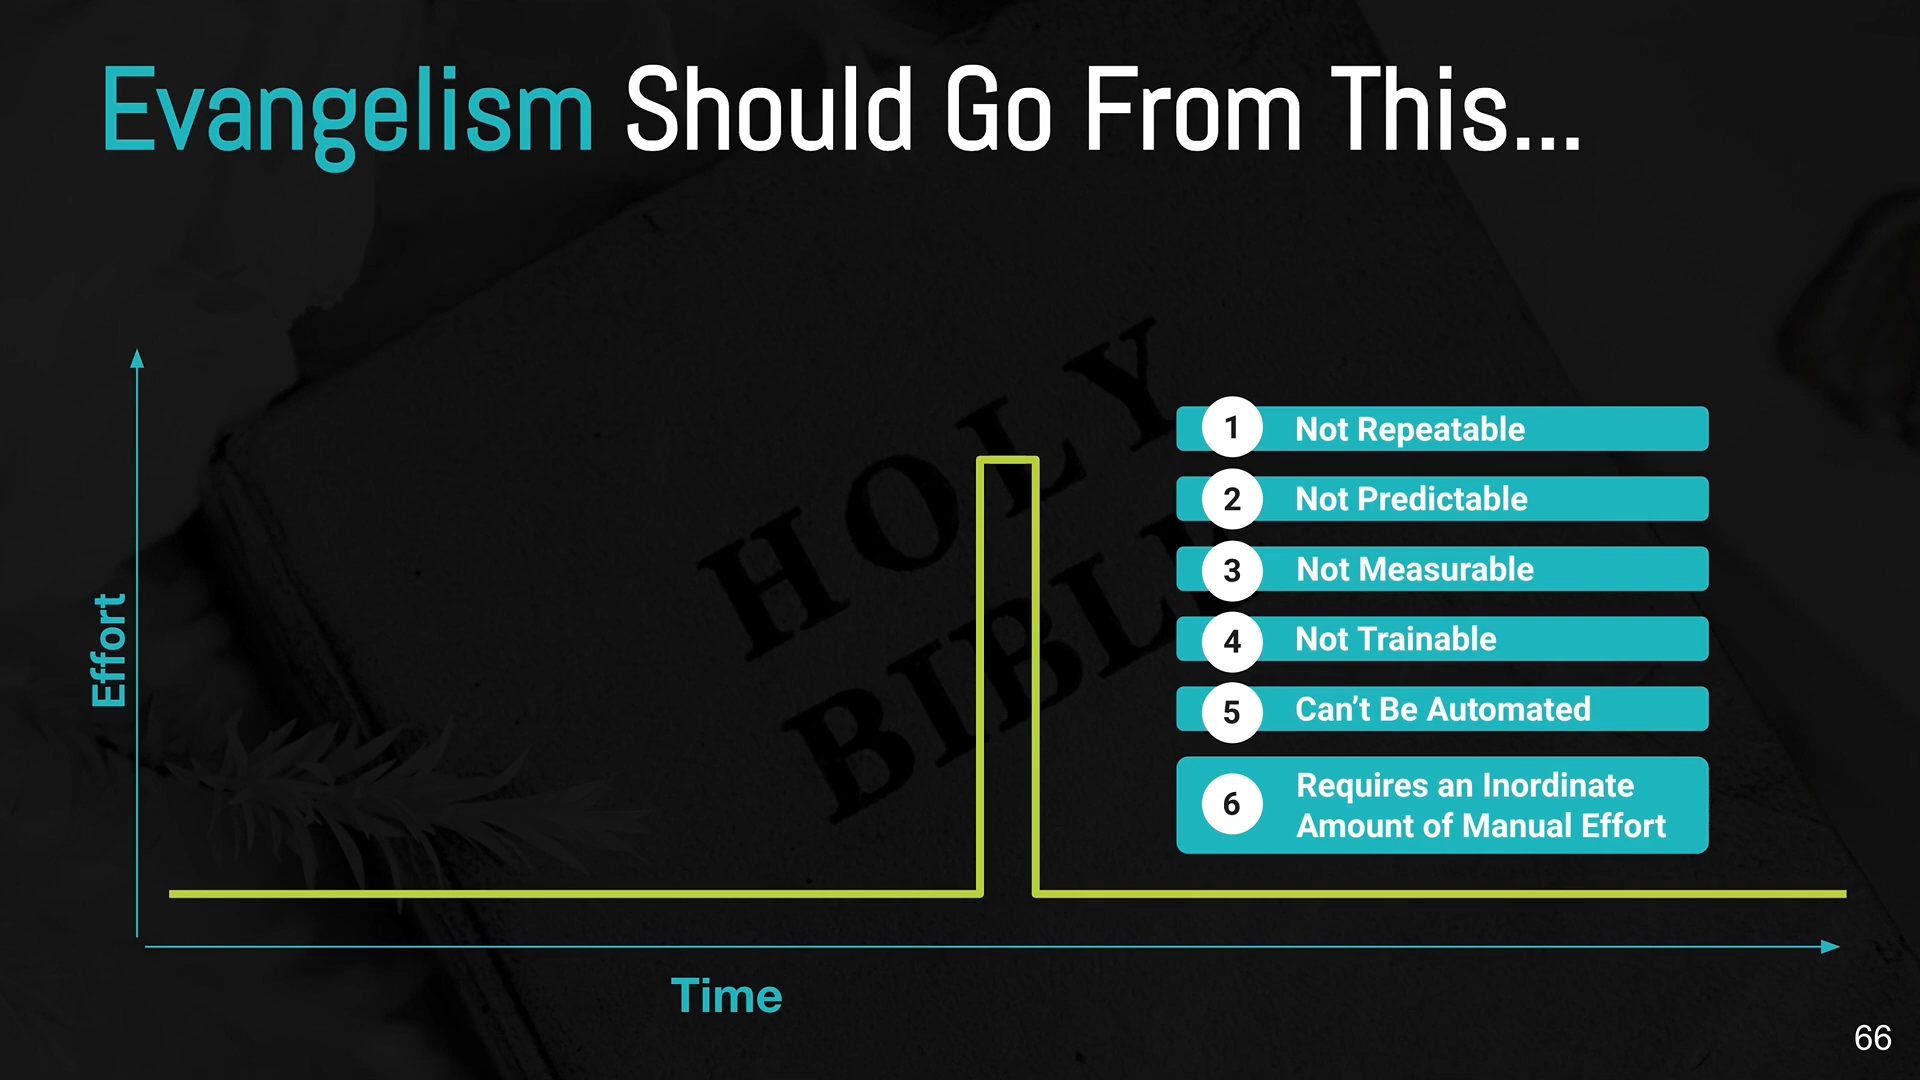 Evangelism Should Go From This...
HOLY
BIBL
Effort
1 Not Repeatable
2 Not Predictable
3 Not Measurable
4 Not Trainable
5 Can't Be Automated
6 Requires an Inordinate
Amount of Manual Effort
Time
66